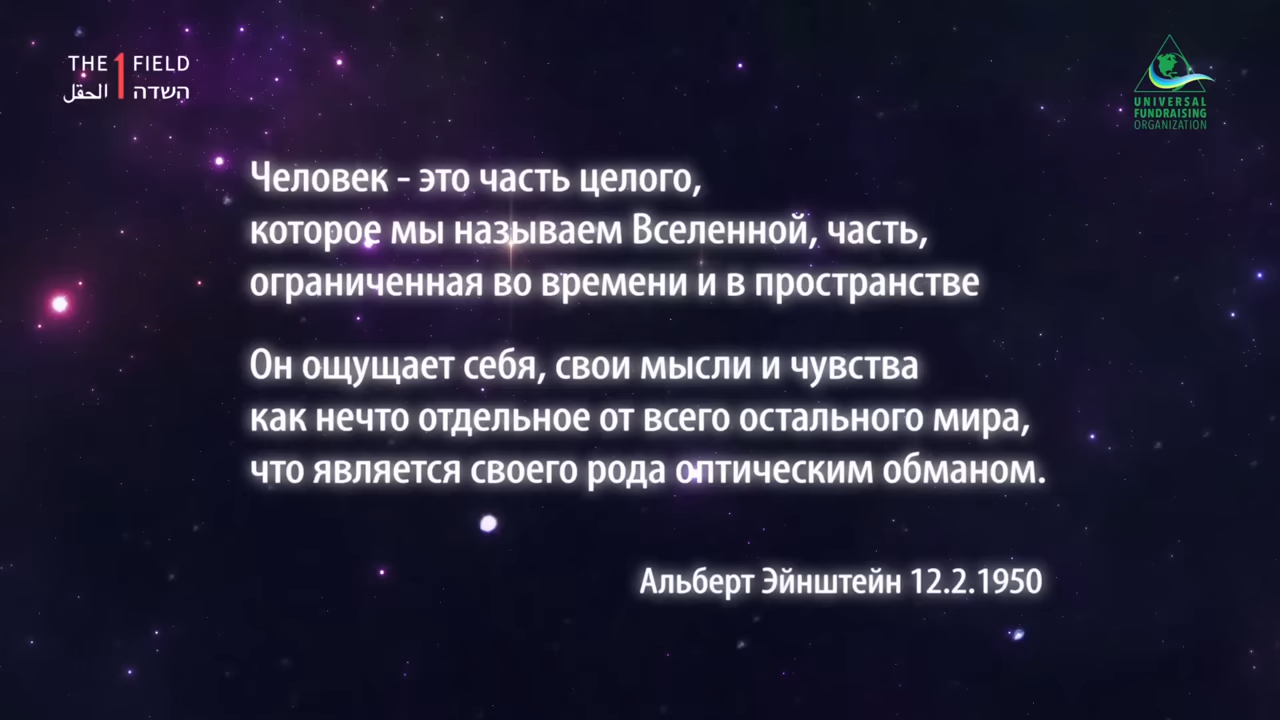 THE 1 FIELD
الحقل השדה
UNIVERSAL
FUNDRAISING
ORGANIZATION
Человек - это часть целого,
которое мы называем Вселенной, часть,
ограниченная во времени и в пространстве
Он ощущает себя, свои мысли и чувства
как нечто отдельное от всего остального мира,
что является своего рода оптическим обманом.
Альберт Эйнштейн 12.2.1950